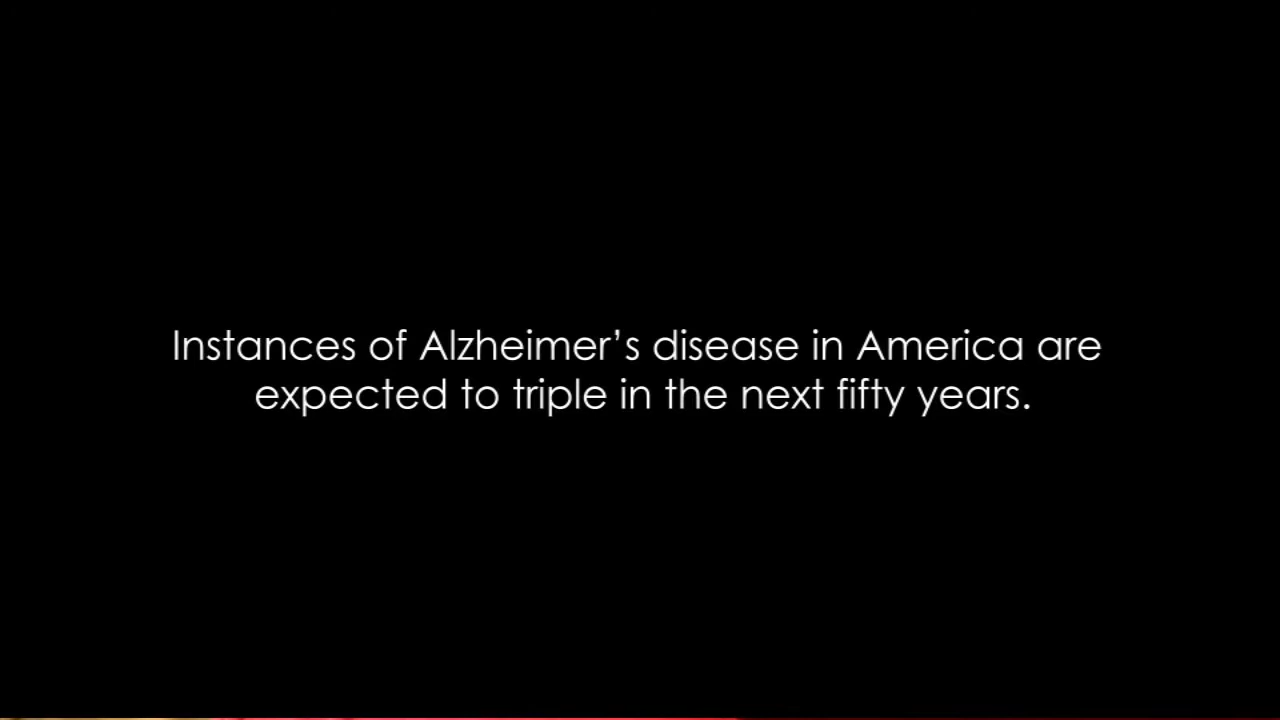 Instances of Alzheimer’s disease in America are
expected to triple in the next fifty years.